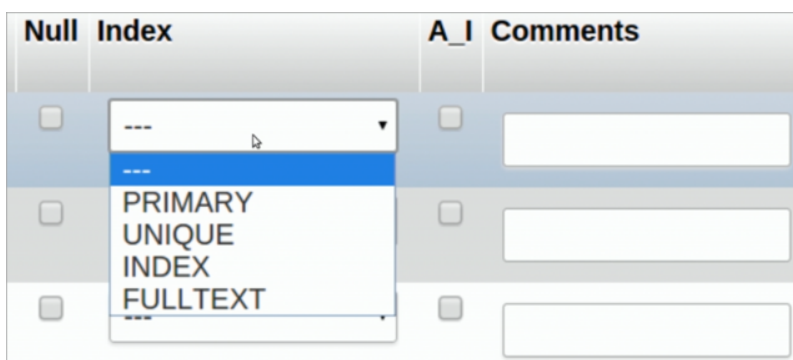 Null Index A_I Comments
---
---
PRIMARY
UNIQUE
INDEX
FULLTEXT
---